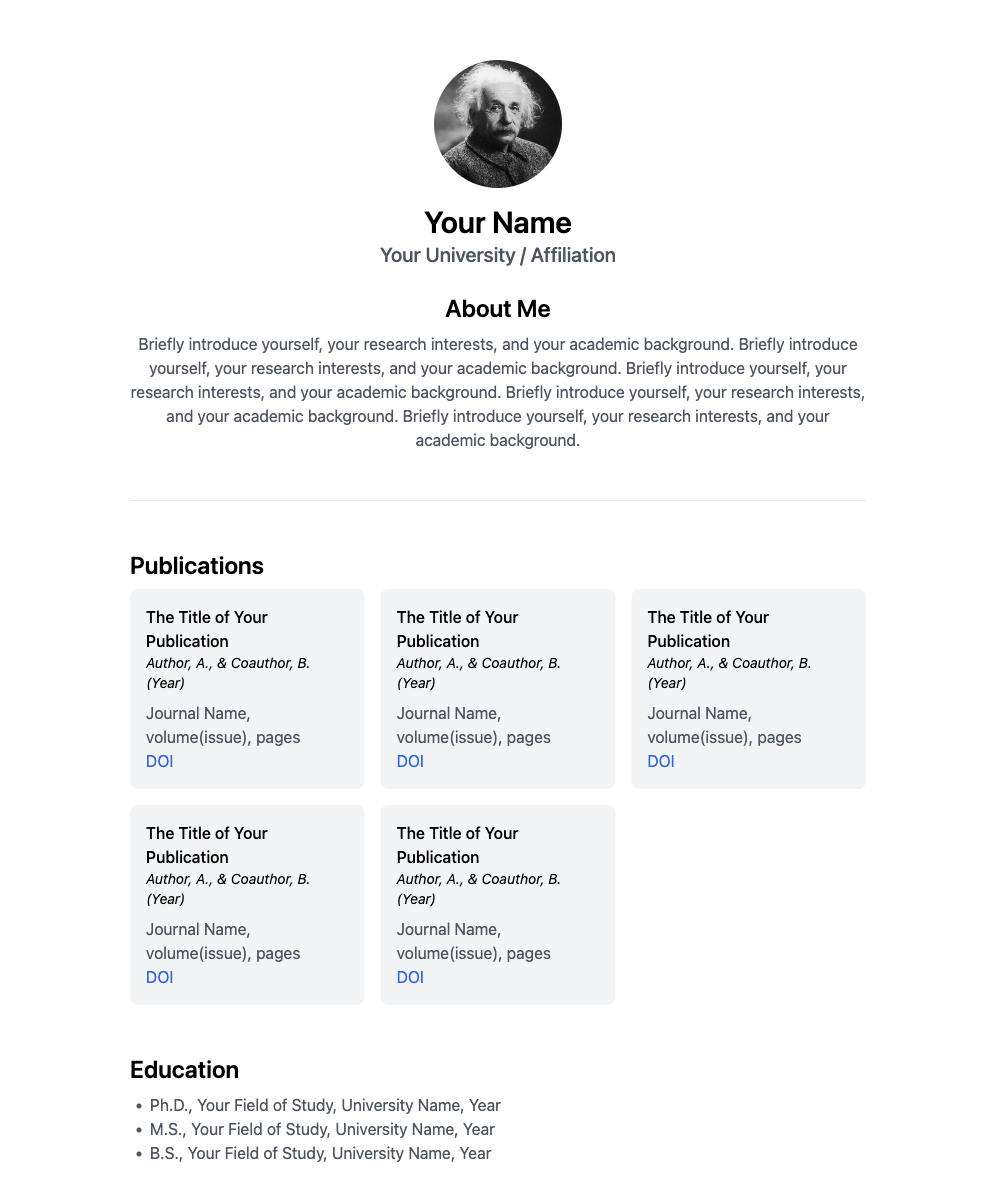 Your Name
Your University / Affiliation
About Me
Briefly introduce yourself, your research interests, and your academic background. Briefly introduce
yourself, your research interests, and your academic background. Briefly introduce yourself, your
research interests, and your academic background. Briefly introduce yourself, your research interests,
and your academic background. Briefly introduce yourself, your research interests, and your
academic background.
Publications
The Title of Your
Publication
Author, A., & Coauthor, B.
(Year)
Journal Name,
volume(issue), pages
DOI
The Title of Your
Publication
Author, A., & Coauthor, B.
(Year)
Journal Name,
volume(issue), pages
DOI
The Title of Your
Publication
Author, A., & Coauthor, B.
(Year)
Journal Name,
volume(issue), pages
DOI
The Title of Your
Publication
Author, A., & Coauthor, B.
(Year)
Journal Name,
volume(issue), pages
DOI
The Title of Your
Publication
Author, A., & Coauthor, B.
(Year)
Journal Name,
volume(issue), pages
DOI
Education
• Ph.D., Your Field of Study, University Name, Year
• M.S., Your Field of Study, University Name, Year
• B.S., Your Field of Study, University Name, Year